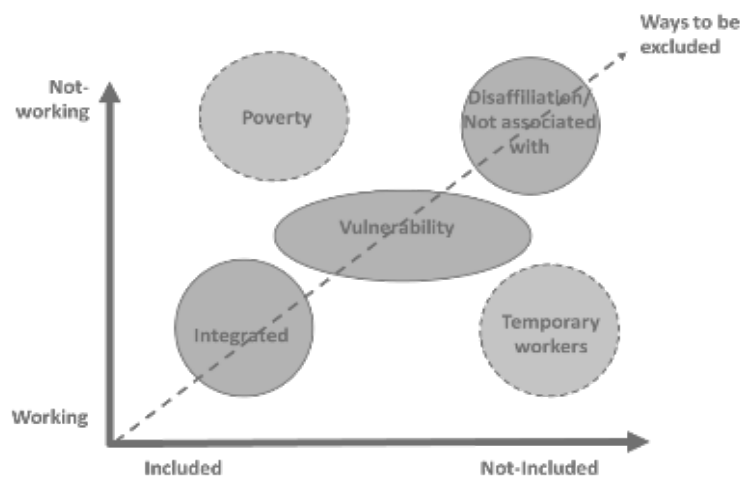 Ways to be
excluded
Not-
working
Poverty
Disaffiliation/
Not associated
with
Vulnerability
Integrated
Temporary
workers
Working
Included
Not-Included